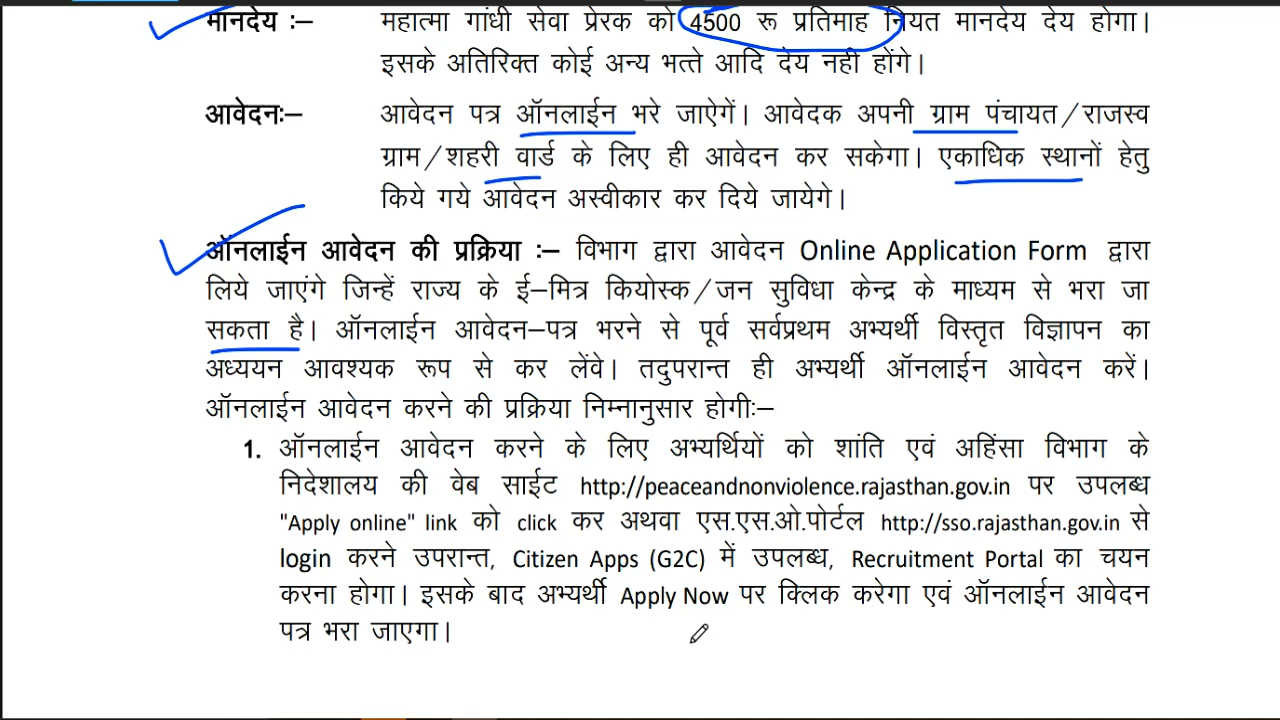 मानदेय :– महात्मा गांधी सेवा प्रेरक को 4500 रू प्रतिमाह नियत मानदेय देय होगा।
इसके अतिरिक्त कोई अन्य भत्ते आदि देय नही होंगे।
आवेदनः– आवेदन पत्र ऑनलाईन भरे जाऐगें। आवेदक अपनी ग्राम पंचायत/राजस्व
ग्राम/शहरी वार्ड के लिए ही आवेदन कर सकेगा। एकाधिक स्थानों हेतु
किये गये आवेदन अस्वीकार कर दिये जायेगे।
ऑनलाईन आवेदन की प्रक्रिया :– विभाग द्वारा आवेदन Online Application Form द्वारा
लिये जाएंगे जिन्हें राज्य के ई–मित्र कियोस्क/जन सुविधा केन्द्र के माध्यम से भरा जा
सकता है। ऑनलाईन आवेदन–पत्र भरने से पूर्व सर्वप्रथम अभ्यर्थी विस्तृत विज्ञापन का
अध्ययन आवश्यक रूप से कर लेंवे। तदुपरान्त ही अभ्यर्थी ऑनलाईन आवेदन करें।
ऑनलाईन आवेदन करने की प्रक्रिया निम्नानुसार होगीः–
1. ऑनलाईन आवेदन करने के लिए अभ्यर्थियों को शांति एवं अहिंसा विभाग के
निदेशालय की वेब साईट http://peaceandnonviolence.rajasthan.gov.in पर उपलब्ध
"Apply online" link को click कर अथवा एस.एस.ओ.पोर्टल http://sso.rajasthan.gov.in से
login करने उपरान्त, Citizen Apps (G2C) में उपलब्ध, Recruitment Portal का चयन
करना होगा। इसके बाद अभ्यर्थी Apply Now पर क्लिक करेगा एवं ऑनलाईन आवेदन
पत्र भरा जाएगा।